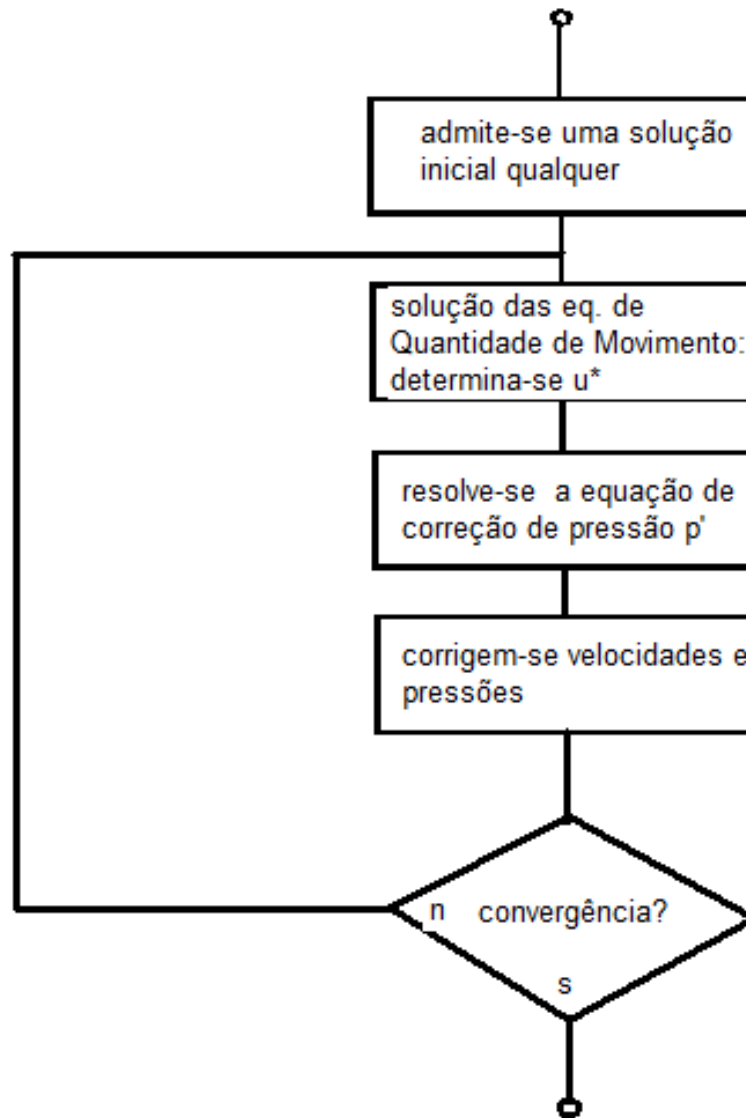 admite-se uma solução
inicial qualquer
solução das eq. de
Quantidade de Movimento:
determina-se u*
resolve-se a equação de
correção de pressão p'
corrigem-se velocidades e
pressões
n convergência?
s